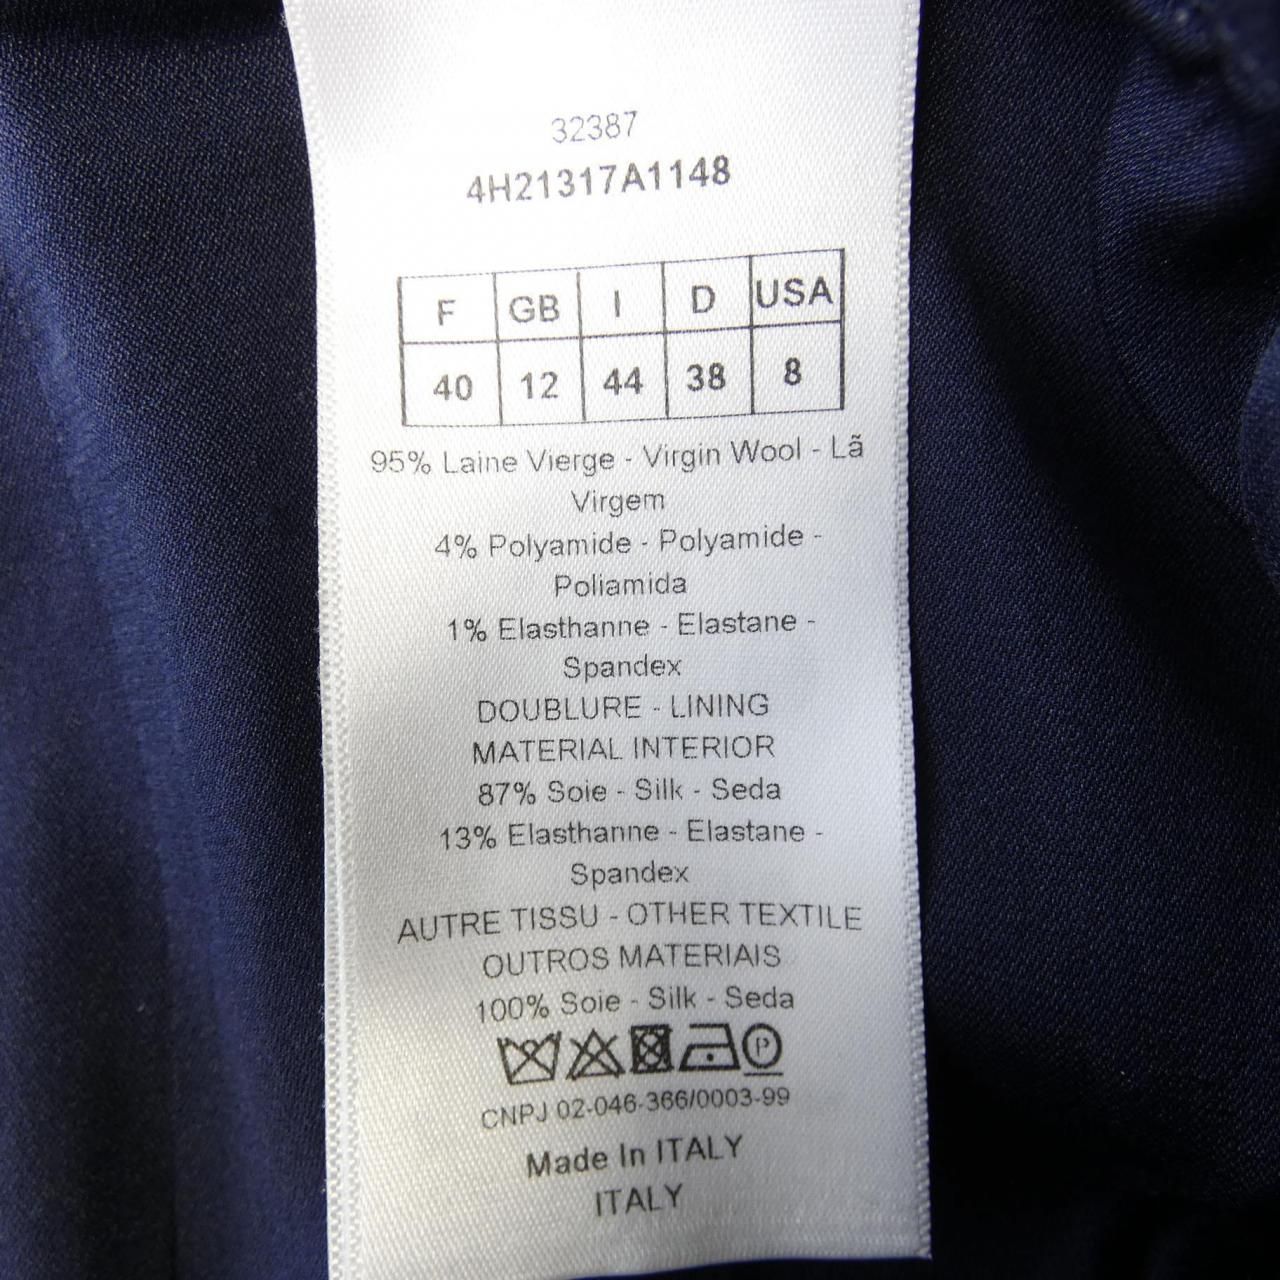 32387
4H21317A1148
F GB I D USA
40 12 44 38 8
95% Laine Vierge - Virgin Wool - Lã
Virgem
4% Polyamide - Polyamide -
Poliamida
1% Elasthanne - Elastane -
Spandex
DOUBLURE - LINING
MATERIAL INTERIOR
87% Soie - Silk - Seda
13% Elasthanne - Elastane -
Spandex
AUTRE TISSU - OTHER TEXTILE
OUTROS MATERIAIS
100% Soie - Silk - Seda
P
CNPJ 02-046-366/0003-99
Made In ITALY
ITALY